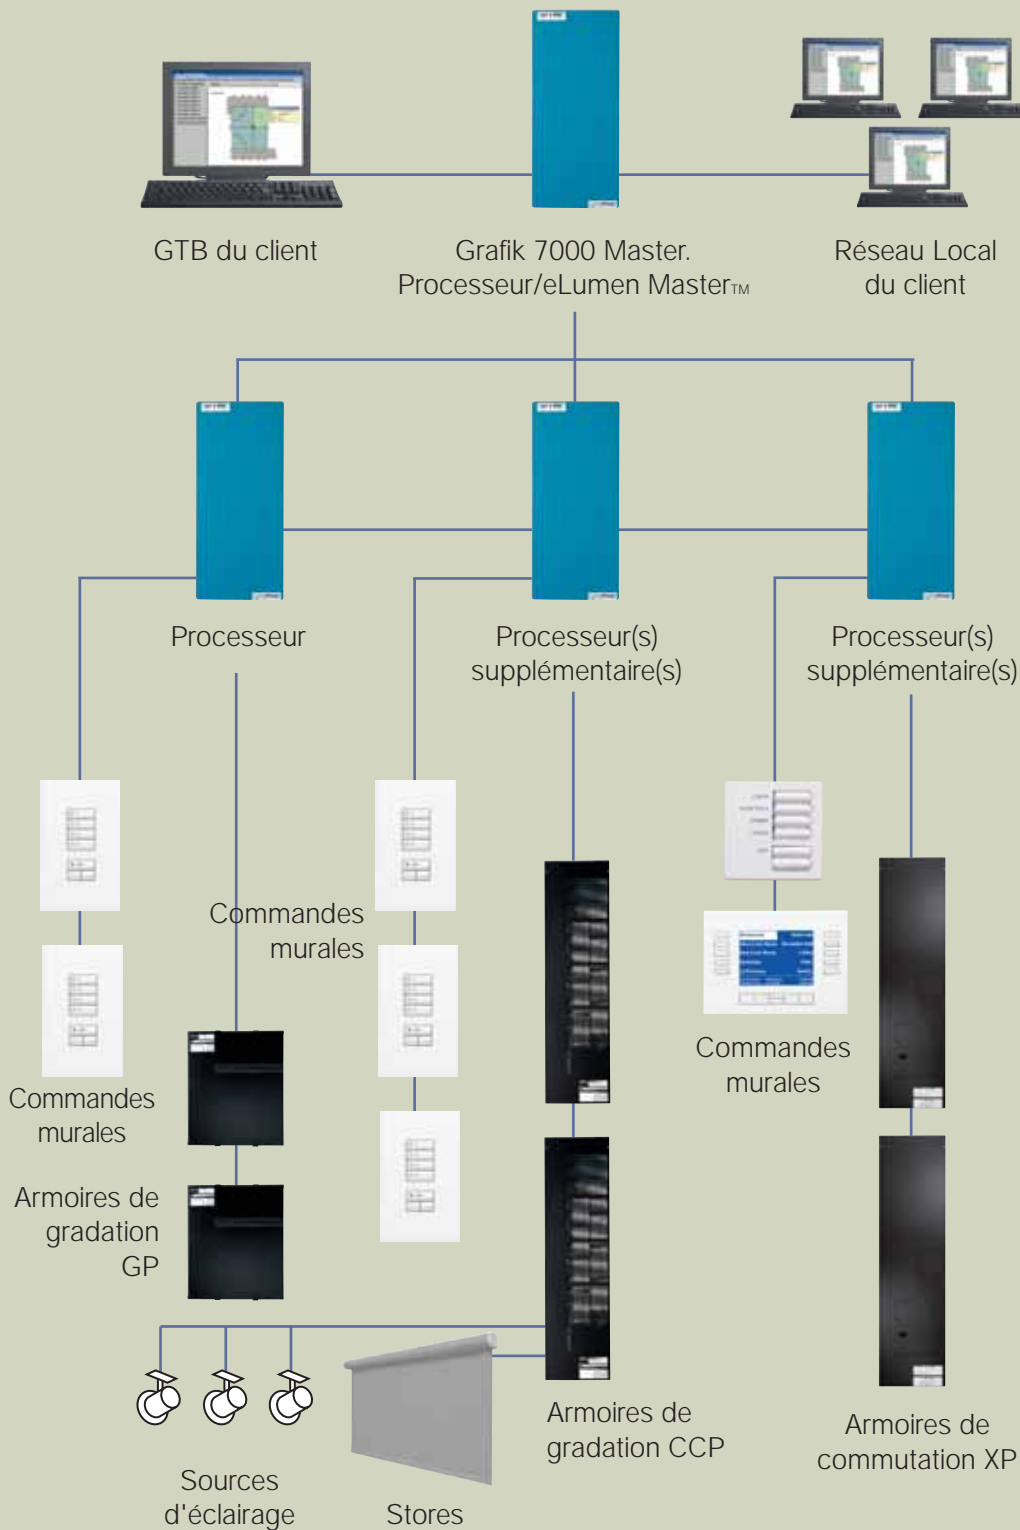 GTB du client
Grafik 7000 Master.
Processeur/eLumen Master™
Réseau Local
du client
Processeur
Processeur(s)
supplémentaire(s)
Processeur(s)
supplémentaire(s)
Commandes
murales
Commandes
murales
Commandes
murales
Armoires de
gradation
GP
Armoires de
gradation CCP
Armoires de
commutation XP
Sources
d'éclairage
Stores